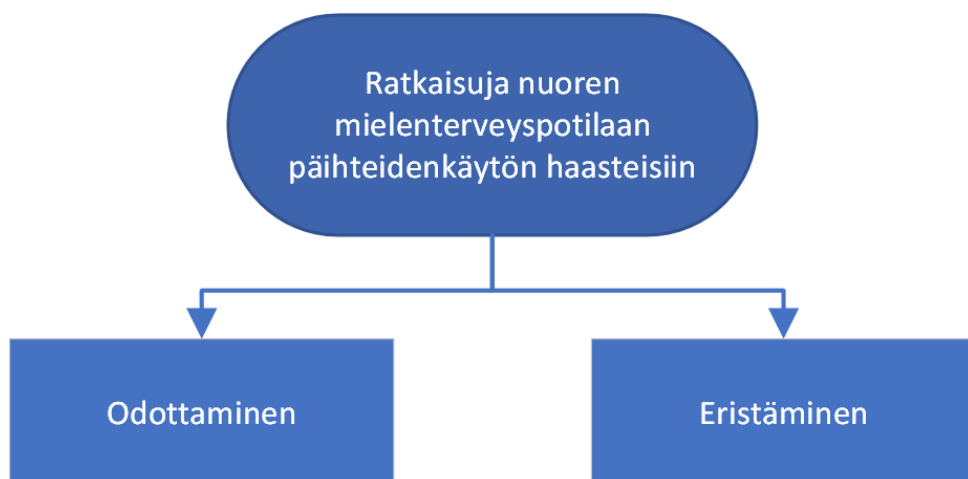 Ratkaisuja nuoren
mielenterveyspotilaan
päihteidenkäytön haasteisiin
Odottaminen
Eristäminen